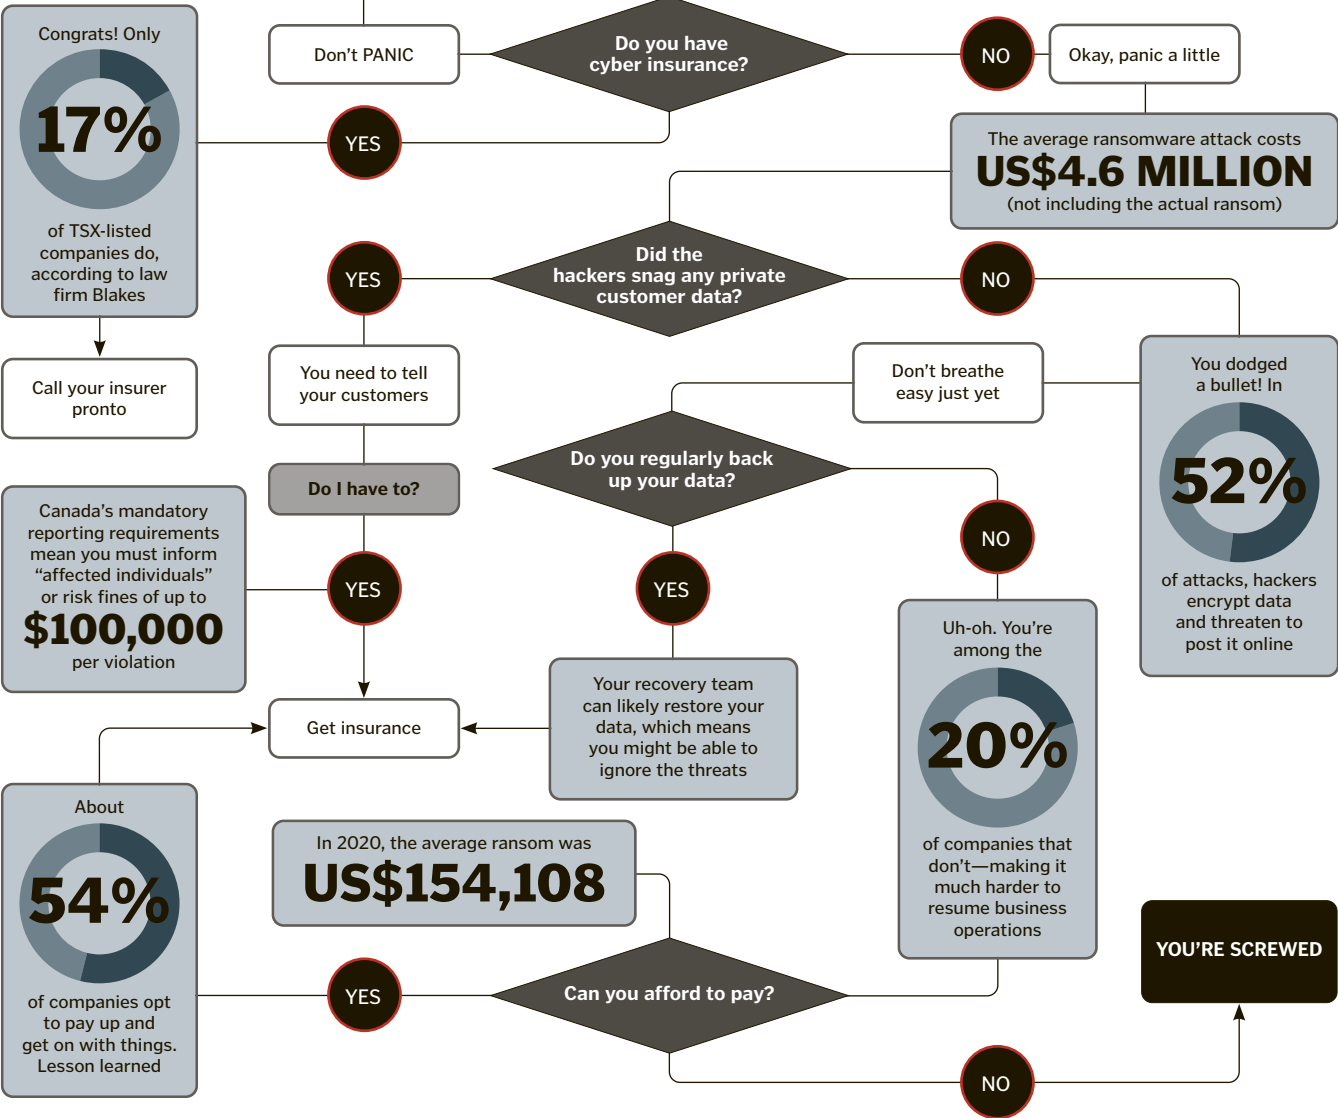 Don't PANIC
Do you have
cyber insurance?
NO
Okay, panic a little
YES
Congrats! Only
17%
of TSX-listed
companies do,
according to law
firm Blakes
Call your insurer
pronto
The average ransomware attack costs
US$4.6 MILLION
(not including the actual ransom)
Did the
hackers snag any private
customer data?
YES
NO
You need to tell
your customers
Do I have to?
YES
Canada's mandatory
reporting requirements
mean you must inform
“affected individuals”
or risk fines of up to
$100,000
per violation
Get insurance
You dodged
a bullet! In
52%
of attacks, hackers
encrypt data
and threaten to
post it online
Don't breathe
easy just yet
Do you regularly back
up your data?
YES
NO
Your recovery team
can likely restore your
data, which means
you might be able to
ignore the threats
Uh-oh. You're
among the
20%
of companies that
don't—making it
much harder to
resume business
operations
In 2020, the average ransom was
US$154,108
Can you afford to pay?
YES
About
54%
of companies opt
to pay up and
get on with things.
Lesson learned
NO
YOU'RE SCREWED